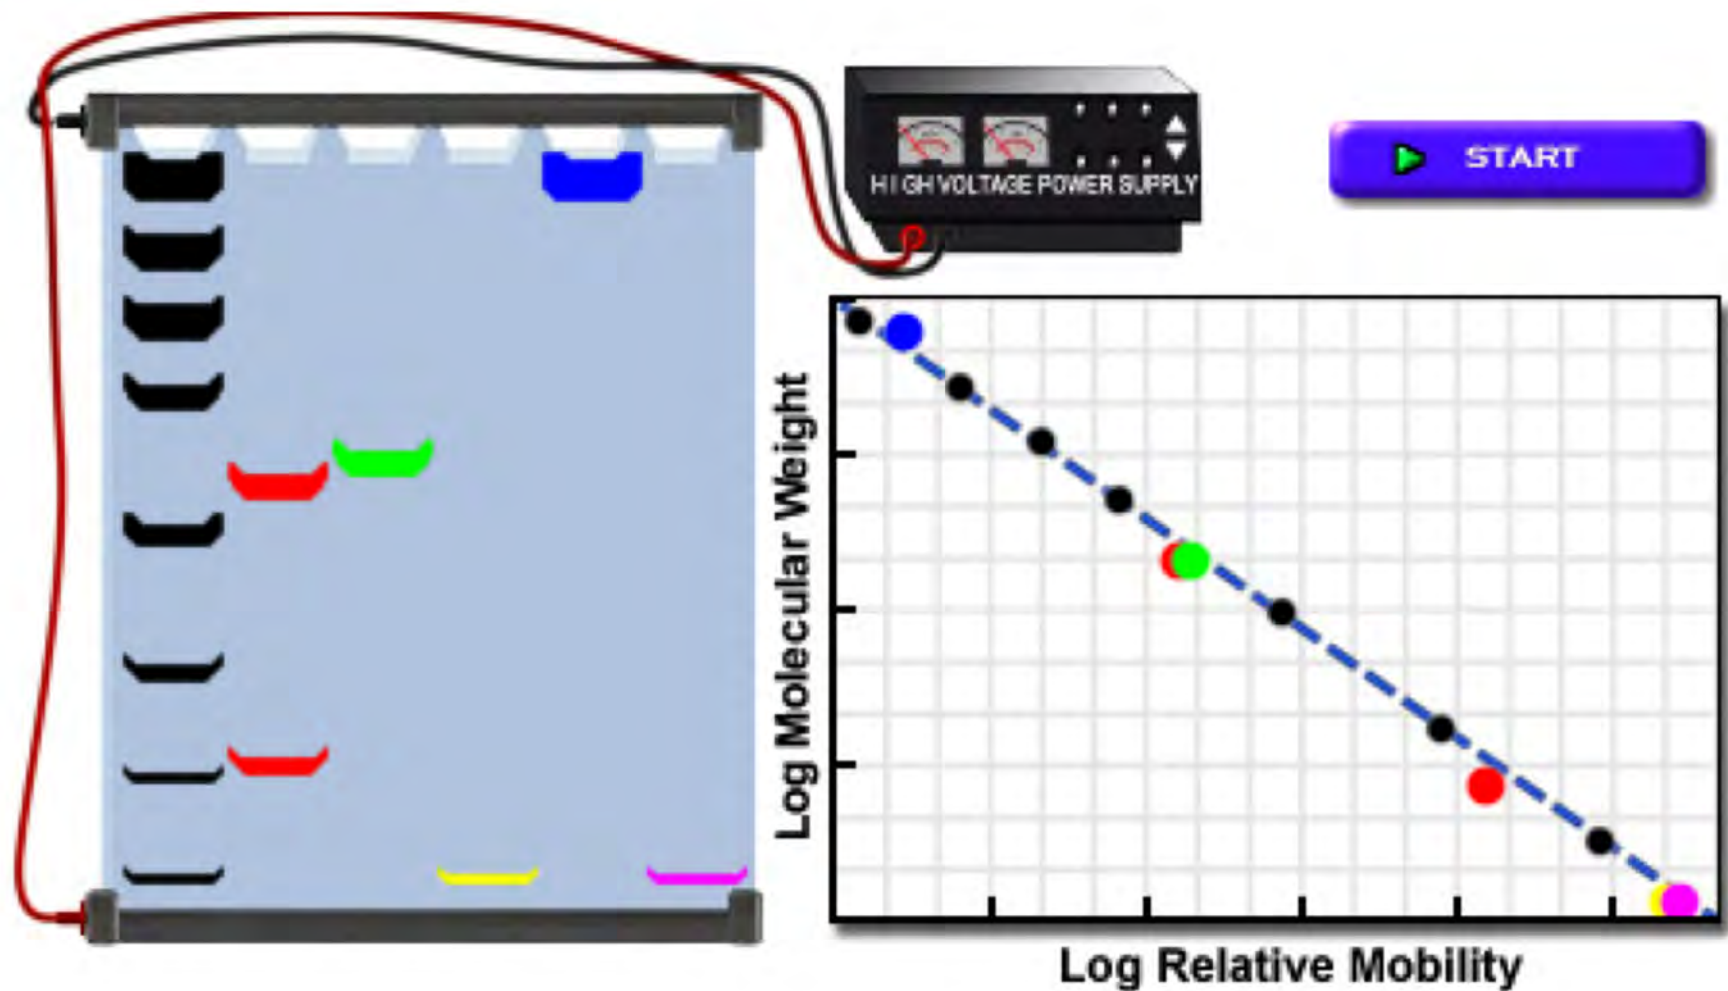 HIGH VOLTAGE POWER SUPPLY
START
Log Molecular Weight
Log Relative Mobility